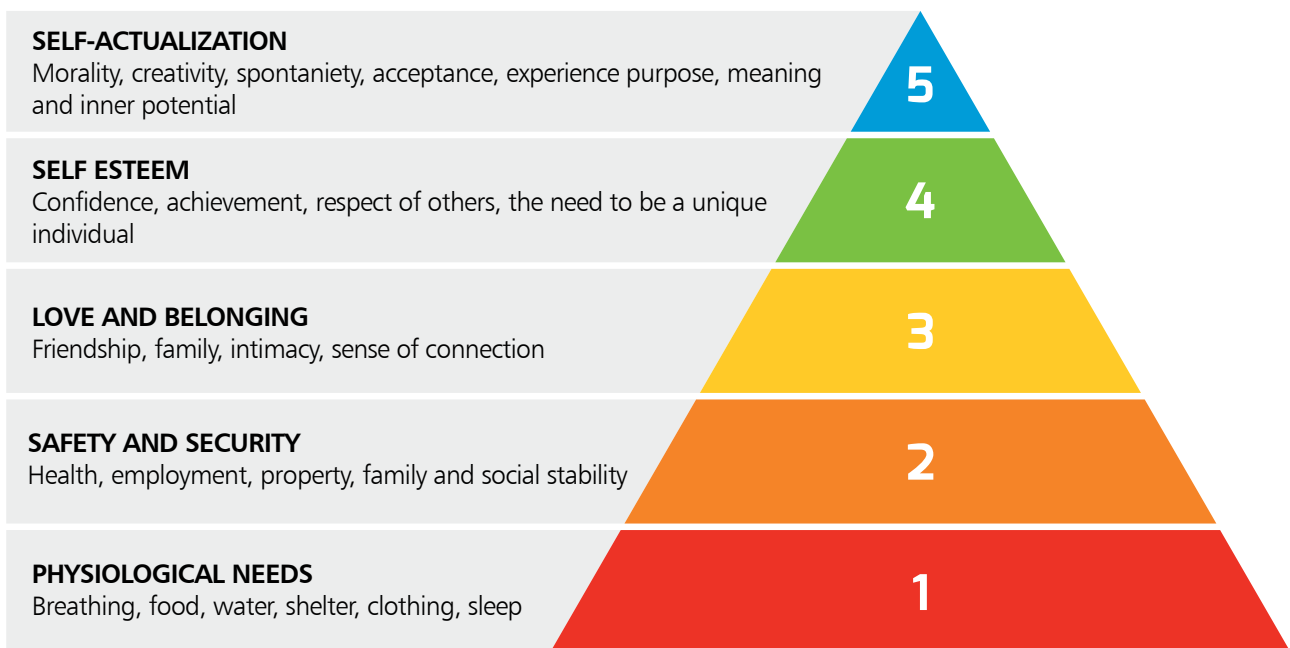 SELF-ACTUALIZATION
Morality, creativity, spontaniety, acceptance, experience purpose, meaning
and inner potential
5
SELF ESTEEM
Confidence, achievement, respect of others, the need to be a unique
individual
4
LOVE AND BELONGING
Friendship, family, intimacy, sense of connection
3
SAFETY AND SECURITY
Health, employment, property, family and social stability
2
PHYSIOLOGICAL NEEDS
Breathing, food, water, shelter, clothing, sleep
1